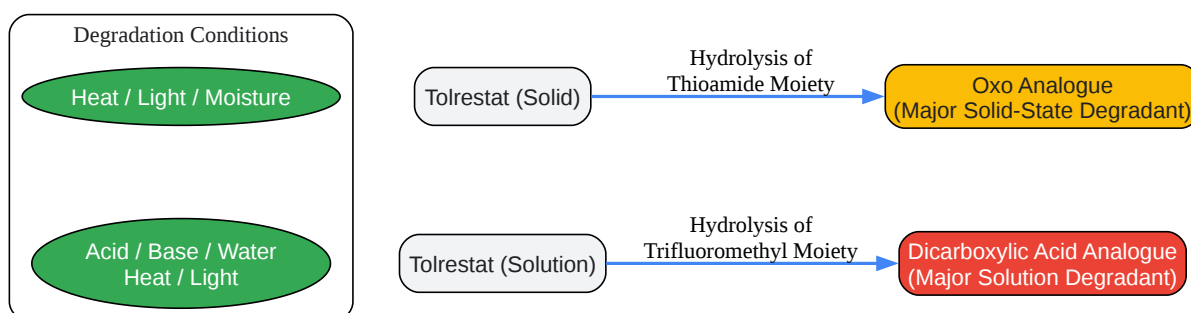 Degradation Conditions
Heat / Light / Moisture
Acid / Base / Water
Heat / Light
Tolrestat (Solid)
Hydrolysis of
Thioamide Moiety
Oxo Analogue
(Major Solid-State Degradant)
Tolrestat (Solution)
Hydrolysis of
Trifluoromethyl Moiety
Dicarboxylic Acid Analogue
(Major Solution Degradant)